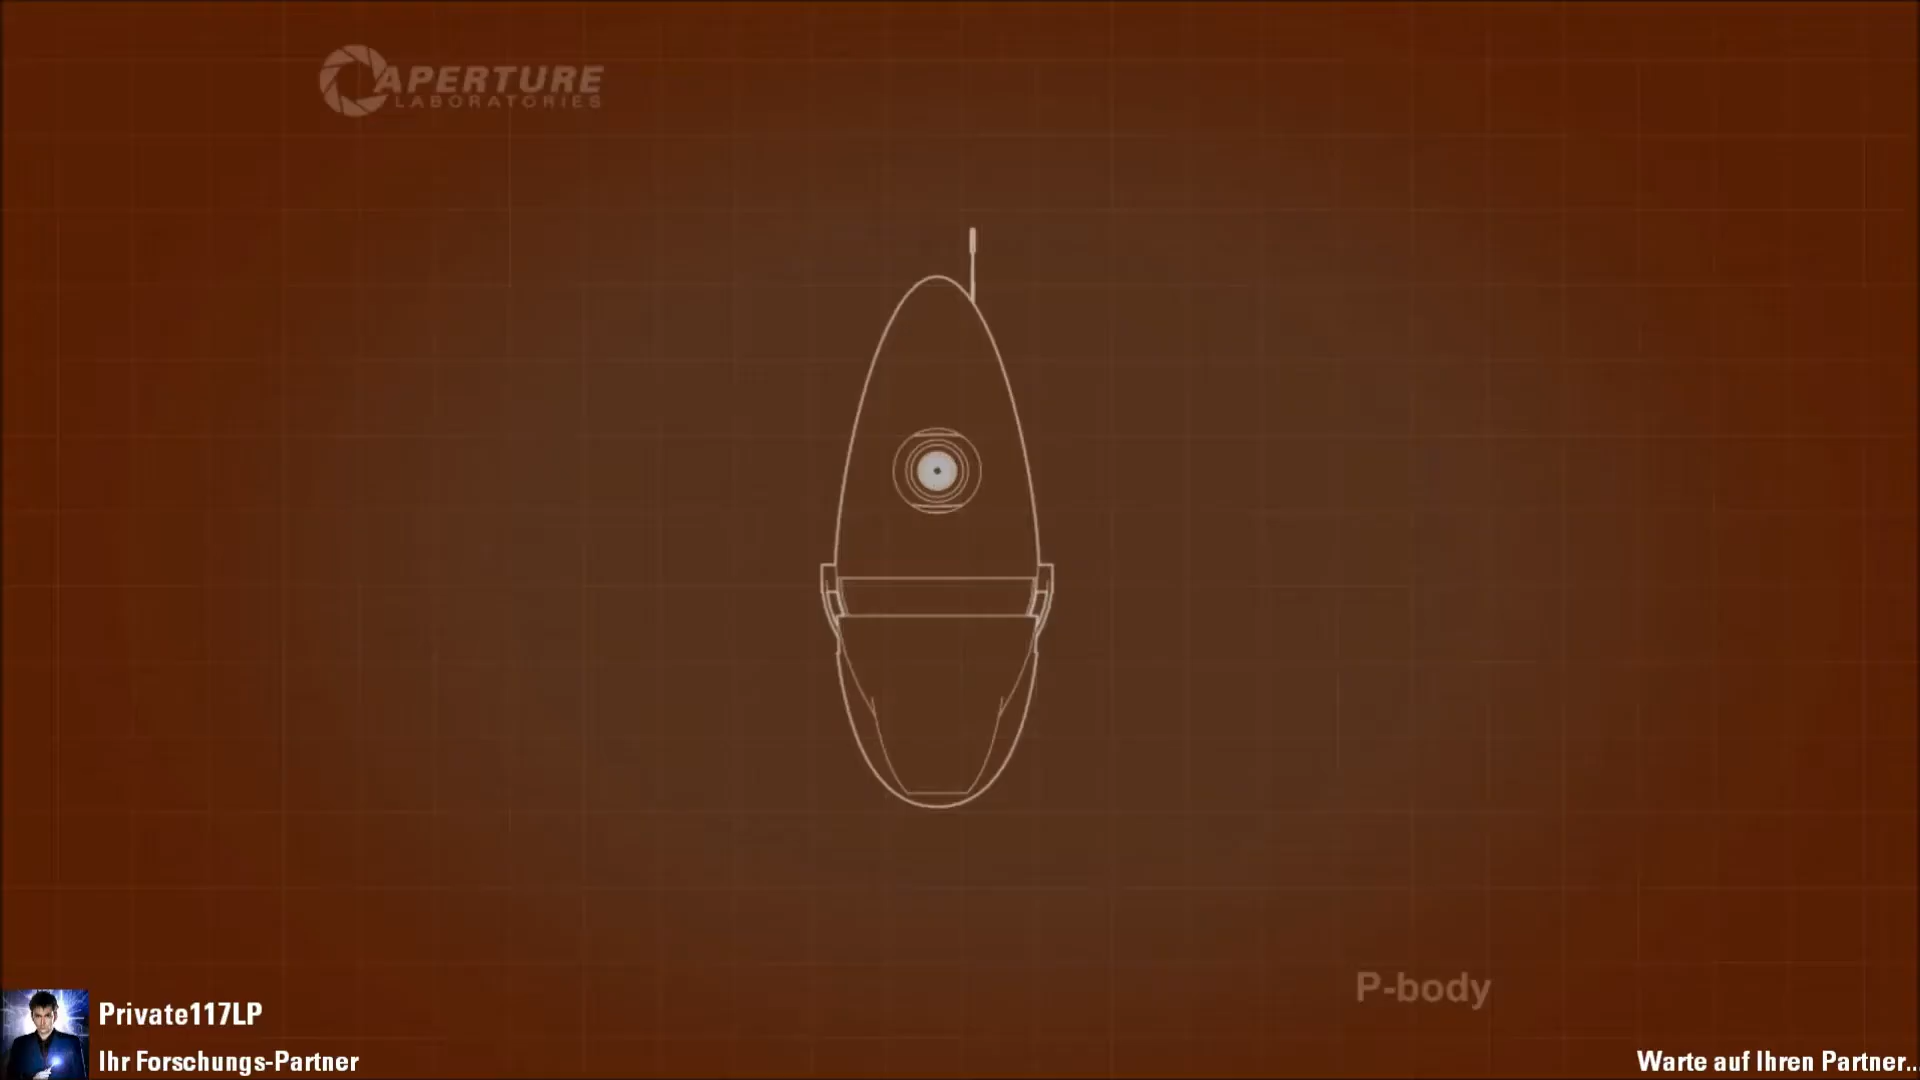 APERTURE
LABORATORIES
P-body
Private117LP
Ihr Forschungs-Partner
Warte auf Ihren Partner..